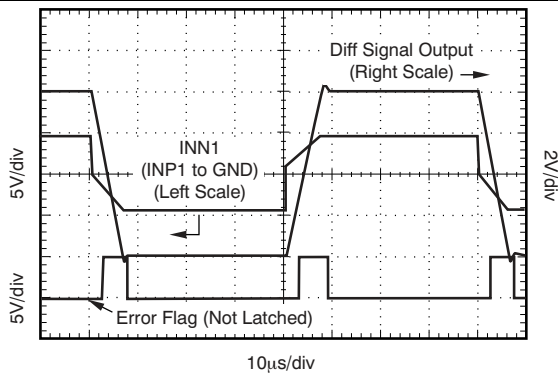 Diff Signal Output
(Right Scale)
INN1
(INP1 to GND)
(Left Scale)
5V/div
2V/div
5V/div
Error Flag (Not Latched)
10μs/div